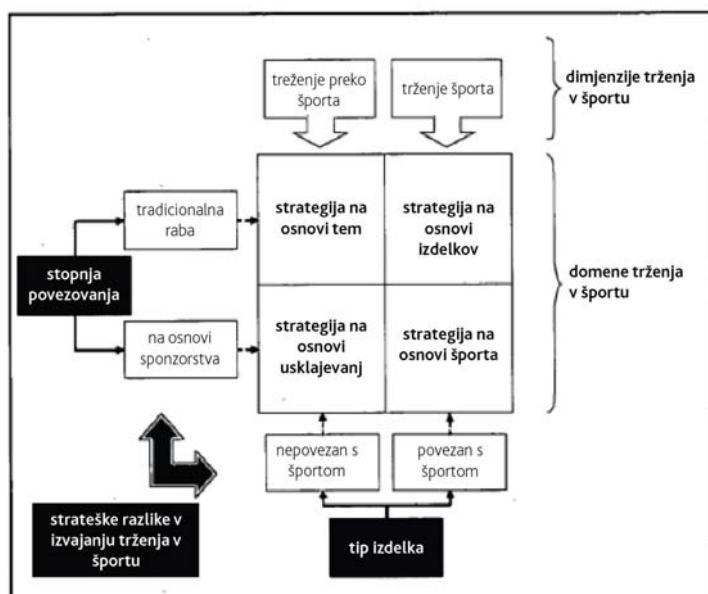 treženje preko
športa
trženje športa
dimjenzije trženja
v športu
tradicionalna
raba
strategija na
osnovi tem
strategija na
osnovi
izdelkov
stopnja
povezovanja
domene trženja
v športu
na osnovi
sponzorstva
strategija na
osnovi
usklajevanj
strategija na
osnovi športa
nepovezan s
športom
povezan s
športom
strateške razlike v
izvajanju trženja v
športu
tip izdelka